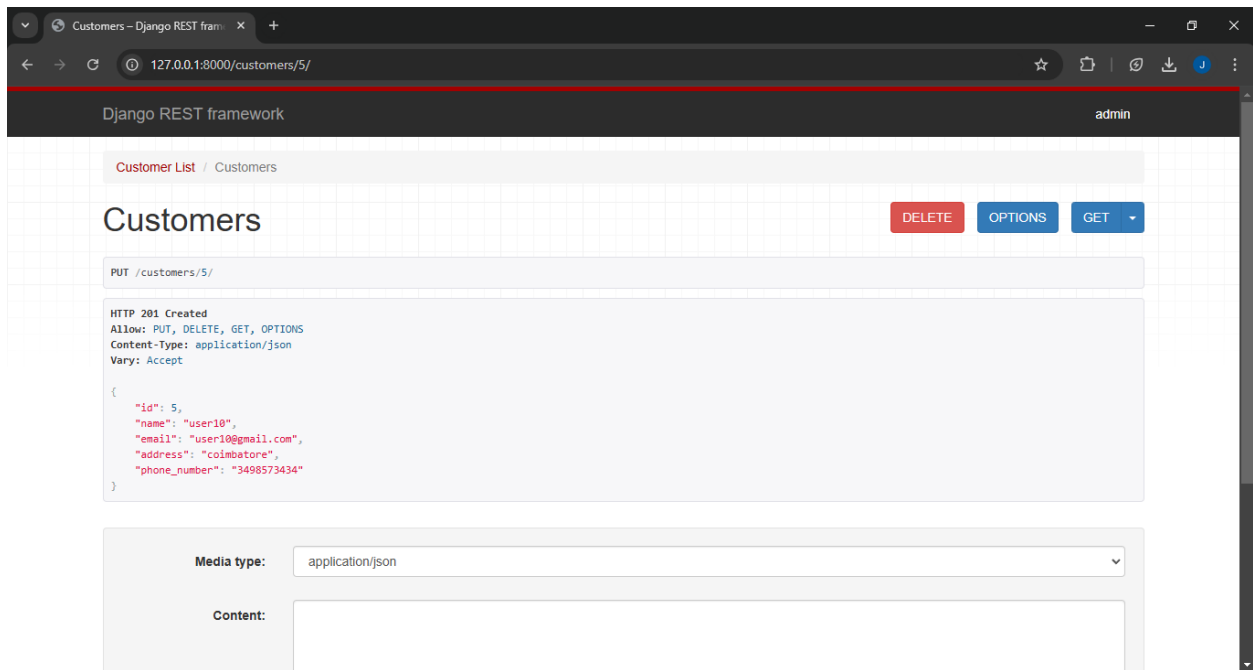 Customers – Django REST fram
127.0.0.1:8000/customers/5/
J
Django REST framework
admin
Customer List / Customers
Customers
DELETE
OPTIONS
GET
PUT /customers/5/
HTTP 201 Created
Allow: PUT, DELETE, GET, OPTIONS
Content-Type: application/json
Vary: Accept
{
"id": 5,
"name": "user10",
"email": "user10@gmail.com",
"address": "coimbatore",
"phone_number": "3498573434"
}
Media type:
application/json
Content: